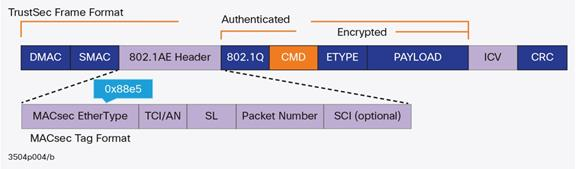 TrustSec Frame Format
Authenticated
Encrypted
DMAC SMAC 802.1AE Header 802.1Q CMD ETYPE PAYLOAD ICV CRC
0x88e5
MACsec EtherType TCI/AN SL Packet Number SCI (optional)
MACsec Tag Format
3504p004/b